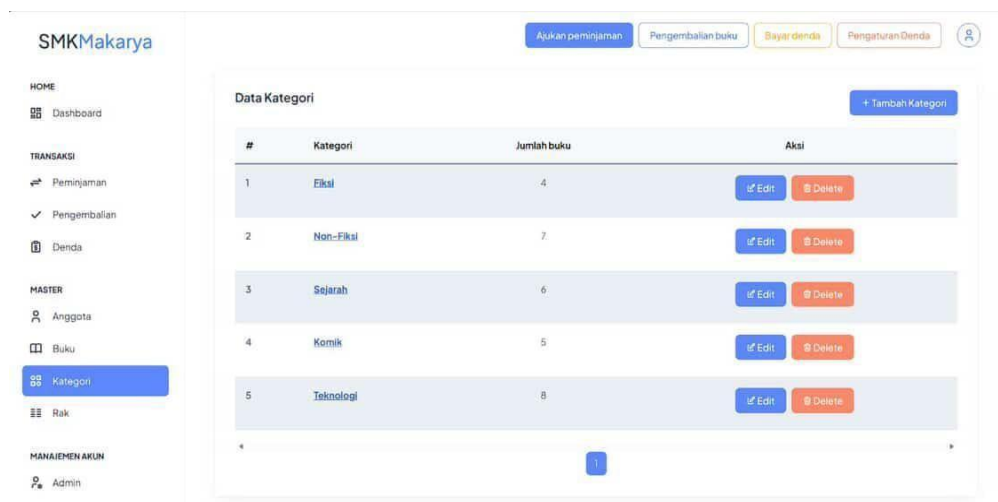 SMKMakarya
Ajukan peminjaman Pengembalian buku Bayar denda Pengaturan Denda
HOME
Dashboard
TRANSAKSI
Peminjaman
Pengembalian
Denda
MASTER
Anggota
Buku
Kategori
Rak
MANAJEMEN AKUN
Admin
Data Kategori
+ Tambah Kategori
# Kategori Jumlah buku Aksi
1 Fiksi 4 Edit Delete
2 Non-Fiksi 7 Edit Delete
3 Sejarah 6 Edit Delete
4 Komik 5 Edit Delete
5 Teknologi 8 Edit Delete
1